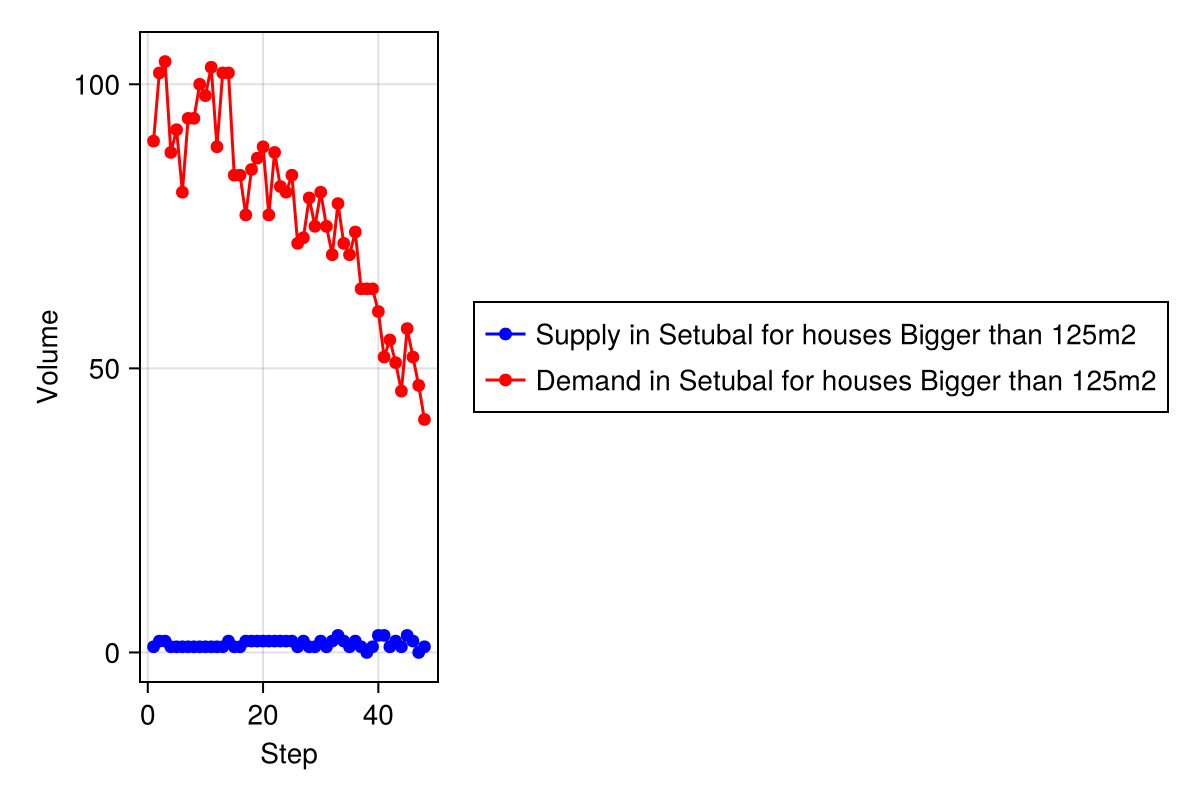 100
50
0
Volume
0 20 40
Step
Supply in Setubal for houses Bigger than 125m2
Demand in Setubal for houses Bigger than 125m2